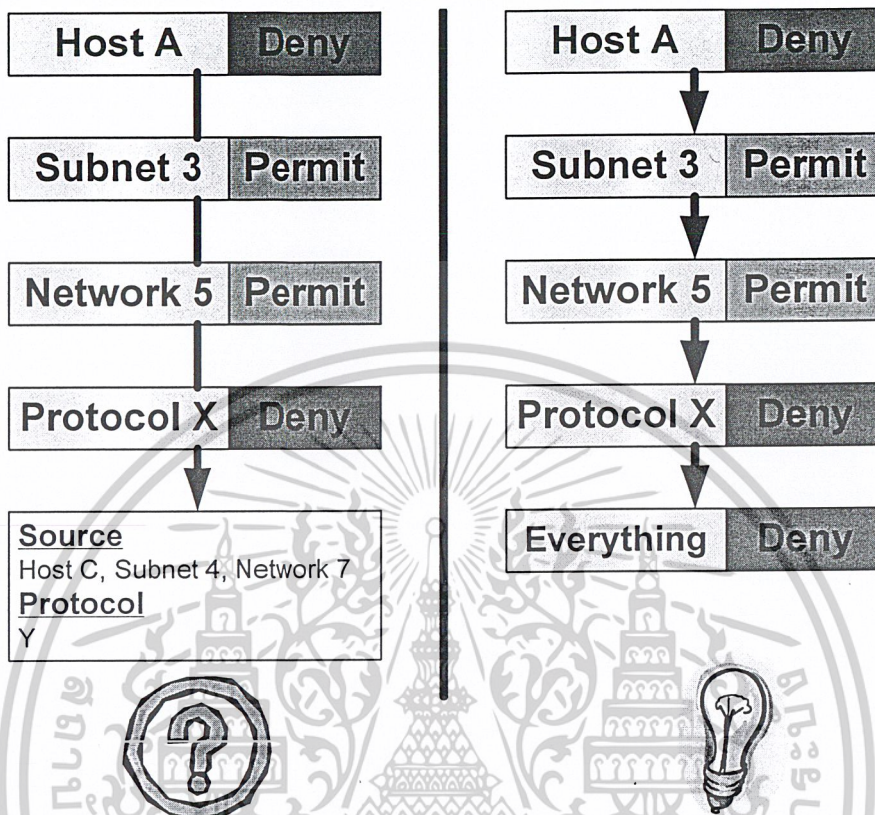 Host A Deny
Subnet 3 Permit
Network 5 Permit
Protocol X Deny
Source
Host C, Subnet 4, Network 7
Protocol
Y
?
Host A Deny
Subnet 3 Permit
Network 5 Permit
Protocol X Deny
Everything Deny